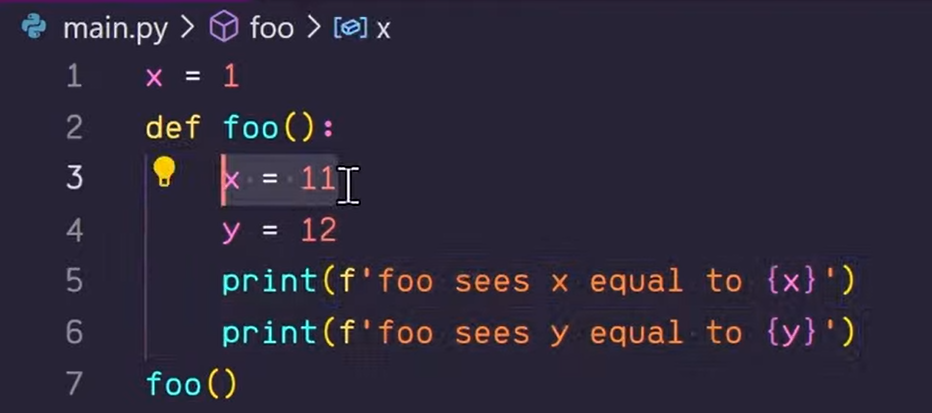 main.py > foo > x
1 x = 1
2 def foo():
3     x = 11
4     y = 12
5     print(f'foo sees x equal to {x}')
6     print(f'foo sees y equal to {y}')
7 foo()